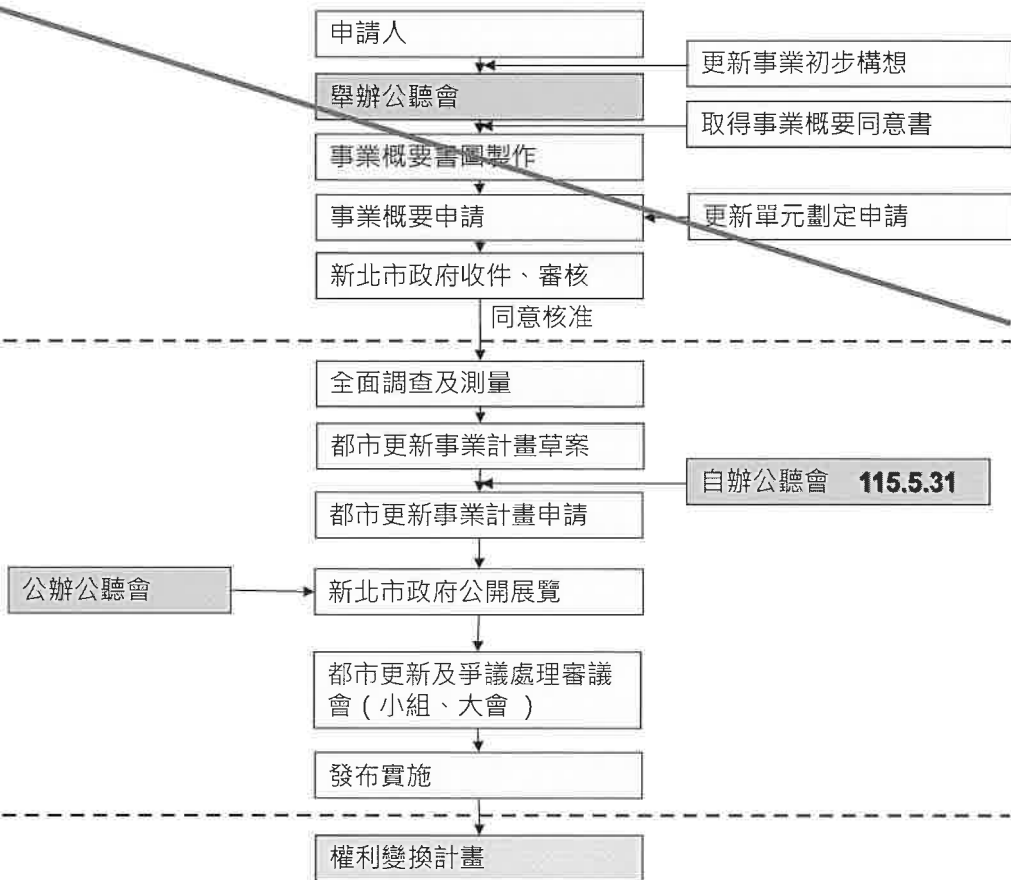 申請人
更新事業初步構想
舉辦公聽會
取得事業概要同意書
事業概要書圖製作
事業概要申請
更新單元劃定申請
新北市政府收件、審核
同意核准
全面調查及測量
都市更新事業計畫草案
自辦公聽會 115.5.31
都市更新事業計畫申請
公辦公聽會
新北市政府公開展覽
都市更新及爭議處理審議
會(小組、大會 )
發布實施
權利變換計畫